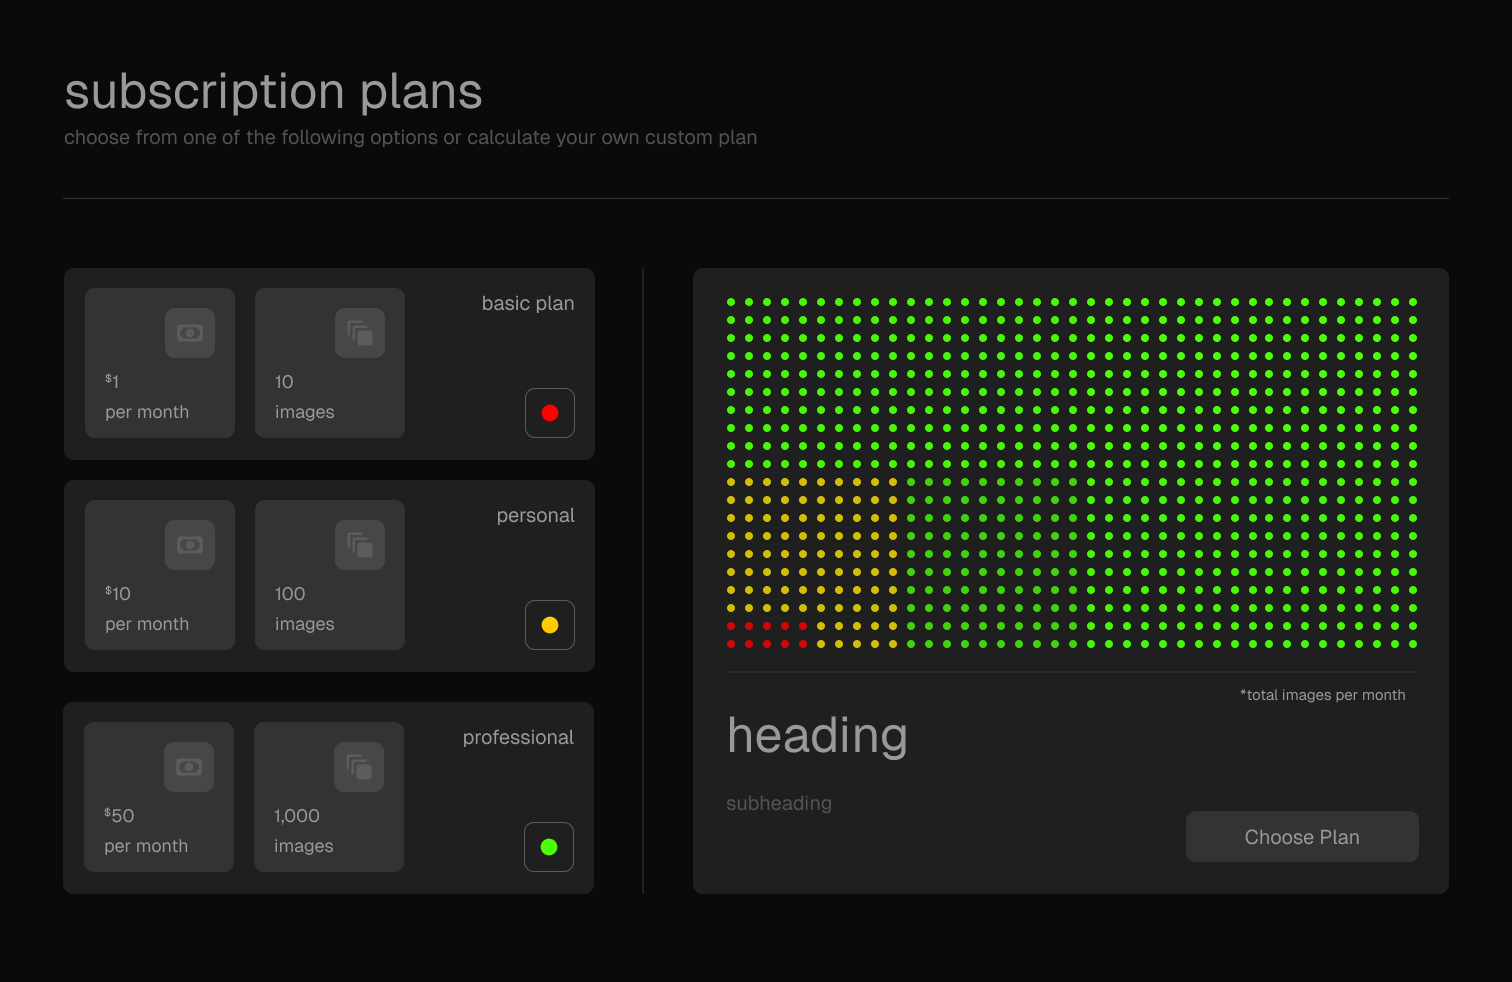 subscription plans
choose from one of the following options or calculate your own custom plan
basic plan
$1
per month
10
images
personal
$10
per month
100
images
professional
$50
per month
1,000
images
*total images per month
heading
subheading
Choose Plan